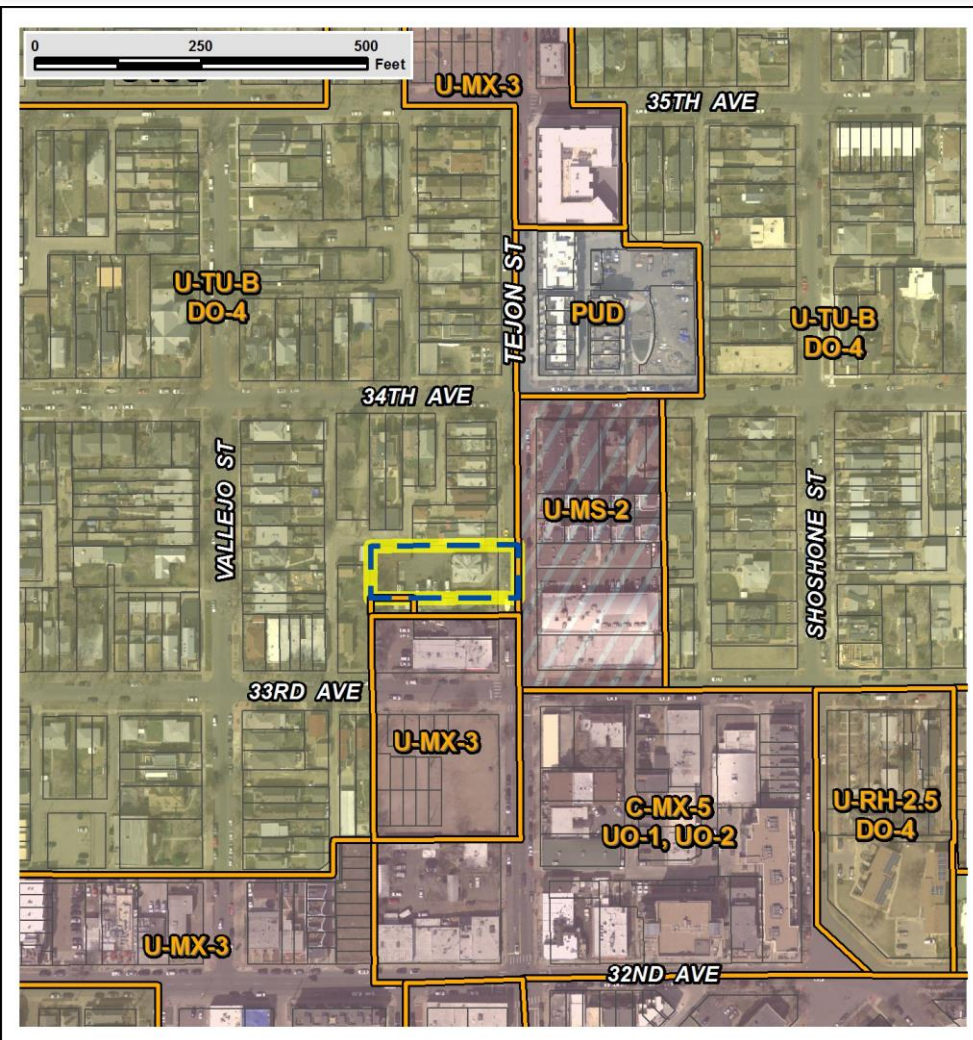 0 250 500
Feet
U-MX-3
35TH AVE
TEJON ST
U-TU-B
DO-4
PUD
U-TU-B
DO-4
34TH AVE
VALLEJO ST
U-MS-2
SHOSHONE ST
33RD AVE
U-MX-3
C-MX-5
UO-1, UO-2
U-RH-2.5
DO-4
U-MX-3
32ND AVE